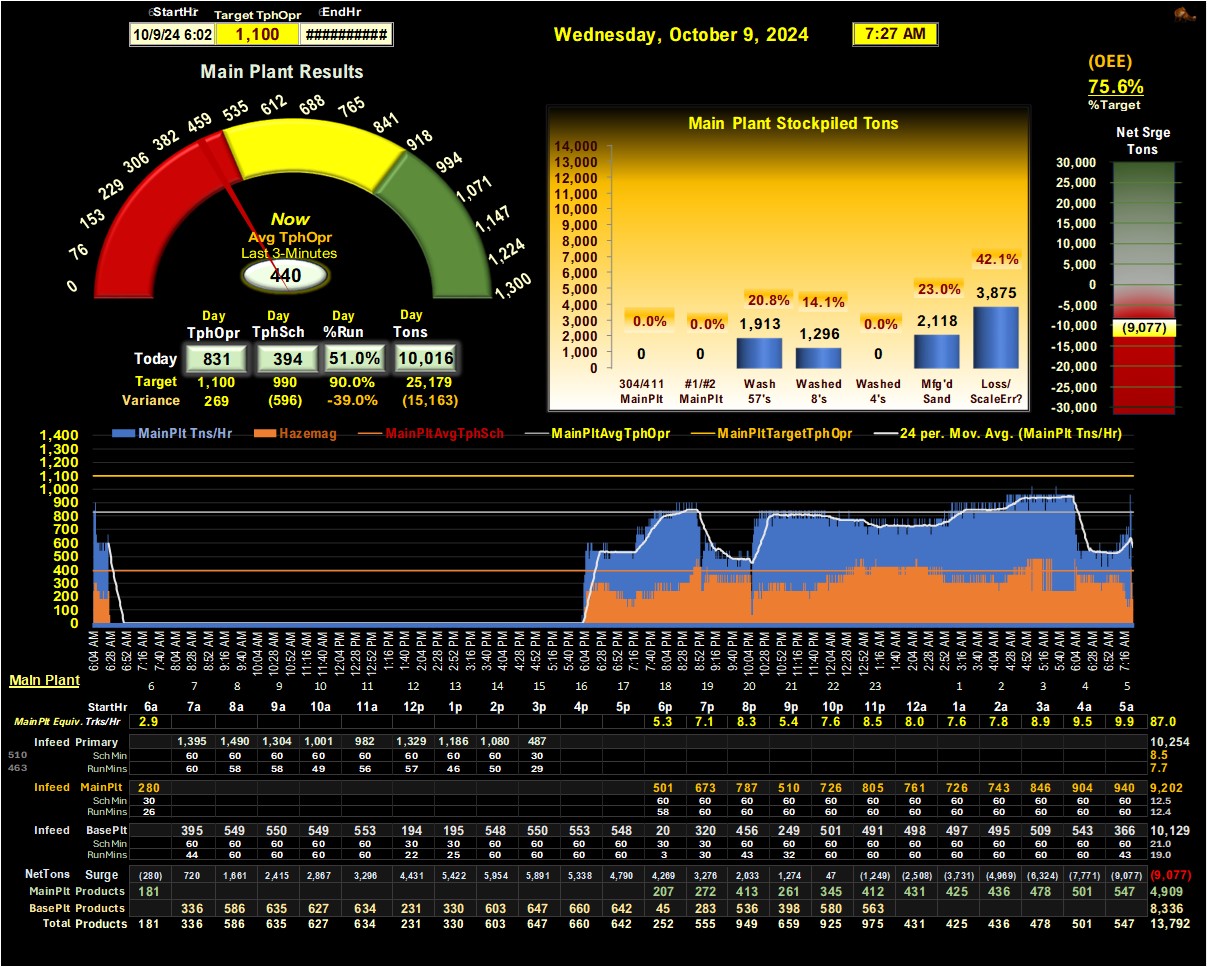 6StartHr Target TphOpr 6EndHr
10/9/24 6:02 1,100 ##########
Wednesday, October 9, 2024 7:27 AM
(OEE)
75.6%
%Target
Main Plant Results
0 76 153 229 306 382 459 535 612 688 765 841 918 994 1,071 1,147 1,224 1,300
Now
Avg TphOpr
Last 3-Minutes
440
Day Day Day Day
TphOpr TphSch %Run Tons
Today 831 394 51.0% 10,016
Target 1,100 990 90.0% 25,179
Variance 269 (596) -39.0% (15,163)
Main Plant Stockpiled Tons
14,000
13,000
12,000
11,000
10,000
9,000
8,000
7,000
6,000
5,000
4,000
3,000
2,000
1,000
0
0.0% 0.0% 20.8% 14.1% 0.0% 23.0% 42.1%
0 0 1,913 1,296 0 2,118 3,875
304/411 #1/#2 Wash Washed Washed Mfg'd Loss/
MainPlt MainPlt 57's 8's 4's Sand ScaleErr?
Net Srge
Tons
30,000
25,000
20,000
15,000
10,000
5,000
0
-5,000
-10,000
-15,000
-20,000
-25,000
-30,000
(9,077)
MainPlt Tns/Hr Hazemag MainPltAvgTphSch MainPltAvgTphOpr MainPltTargetTphOpr 24 per. Mov. Avg. (MainPlt Tns/Hr)
1,400
1,300
1,200
1,100
1,000
900
800
700
600
500
400
300
200
100
0
6:04 AM 6:28 AM 6:52 AM 7:16 AM 7:40 AM 8:04 AM 8:28 AM 8:52 AM 9:16 AM 9:40 AM 10:04 AM 10:28 AM 10:52 AM 11:16 AM 11:40 AM 12:04 PM 12:28 PM 12:52 PM 1:16 PM 1:40 PM 2:04 PM 2:28 PM 2:52 PM 3:16 PM 3:40 PM 4:04 PM 4:28 PM 4:52 PM 5:16 PM 5:40 PM 6:04 PM 6:28 PM 6:52 PM 7:16 PM 7:40 PM 8:04 PM 8:28 PM 8:52 PM 9:16 PM 9:40 PM 10:04 PM 10:28 PM 10:52 PM 11:16 PM 11:40 PM 12:04 AM 12:28 AM 12:52 AM 1:16 AM 1:40 AM 2:04 AM 2:28 AM 2:52 AM 3:16 AM 3:40 AM 4:04 AM 4:28 AM 4:52 AM 5:16 AM 5:40 AM 6:04 AM 6:28 AM 6:52 AM 7:16 AM
Main Plant 6 7 8 9 10 11 12 13 14 15 16 17 18 19 20 21 22 23 1 2 3 4 5
StartHr 6a 7a 8a 9a 10a 11a 12p 1p 2p 3p 4p 5p 6p 7p 8p 9p 10p 11p 12a 1a 2a 3a 4a 5a
MainPlt Equiv. Trks/Hr 2.9 5.3 7.1 8.3 5.4 7.6 8.5 8.0 7.6 7.8 8.9 9.5 9.9 87.0
Infeed Primary 1,395 1,490 1,304 1,001 982 1,329 1,186 1,080 487 10,254
510 Sch Min 60 60 60 60 60 60 60 60 30 8.5
463 RunMins 60 58 58 49 56 57 46 50 29 7.7
Infeed MainPlt 280 501 673 787 510 726 805 761 726 743 846 904 940 9,202
Sch Min 30 60 60 60 60 60 60 60 60 60 60 60 60 12.5
RunMins 26 58 60 60 60 60 60 60 60 60 60 60 60 12.4
Infeed BasePlt 395 549 550 549 553 194 195 548 550 553 548 20 320 456 249 501 491 498 497 495 509 543 366 10,129
Sch Min 60 60 60 60 60 30 30 60 60 60 60 30 30 60 60 60 60 60 60 60 60 60 60 21.0
RunMins 44 60 60 60 60 22 25 60 60 60 60 3 30 43 32 60 60 60 60 60 60 60 43 19.0
NetTons Surge (280) 720 1,661 2,415 2,867 3,296 4,431 5,422 5,954 5,891 5,338 4,790 4,269 3,276 2,033 1,274 47 (1,249) (2,508) (3,731) (4,969) (6,324) (7,771) (9,077) (9,077)
MainPlt Products 181 207 272 413 261 345 412 431 425 436 478 501 547 4,909
BasePlt Products 336 586 635 627 634 231 330 603 647 660 642 45 283 536 398 580 563 8,336
Total Products 181 336 586 635 627 634 231 330 603 647 660 642 252 555 949 659 925 975 431 425 436 478 501 547 13,792